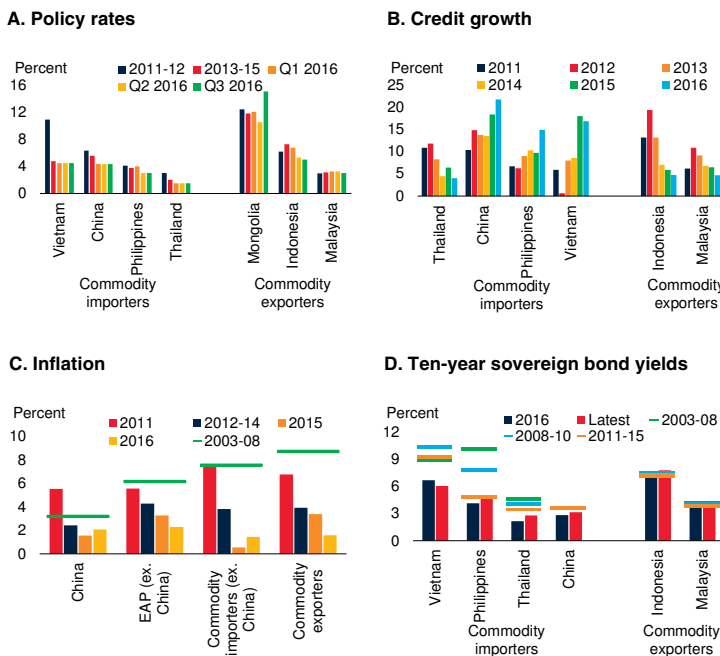 A. Policy rates
Percent
2011-12 2013-15 Q1 2016
Q2 2016 Q3 2016
16
12
8
4
0
Vietnam
China
Philippines
Thailand
Mongolia
Indonesia
Malaysia
Commodity importers
Commodity exporters
B. Credit growth
Percent
2011 2012 2013
2014 2015 2016
25
20
15
10
5
0
Thailand
China
Philippines
Vietnam
Indonesia
Malaysia
Commodity importers
Commodity exporters
C. Inflation
Percent
2011 2012-14 2015
2016 2003-08
10
8
6
4
2
0
China
EAP (ex. China)
Commodity importers (ex. China)
Commodity exporters
D. Ten-year sovereign bond yields
Percent
2016 Latest 2003-08
2008-10 2011-15
12
9
6
3
0
Vietnam
Philippines
Thailand
China
Indonesia
Malaysia
Commodity importers
Commodity exporters